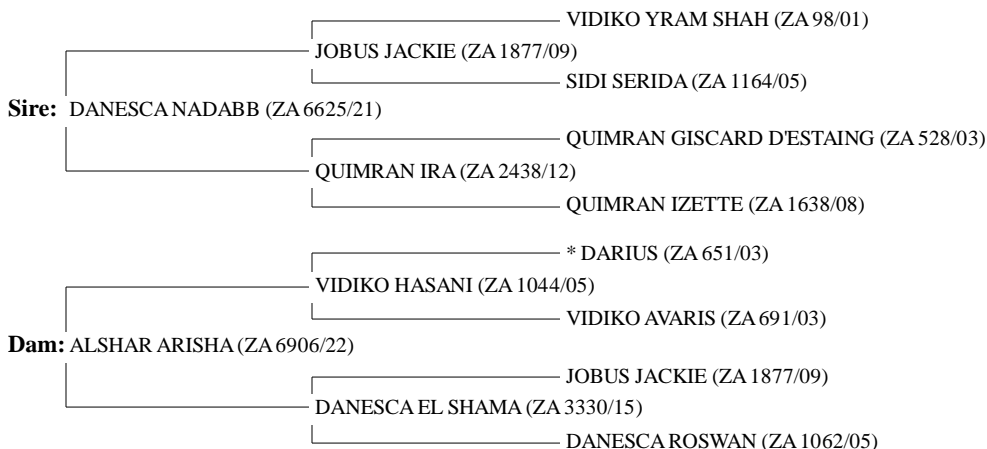 VIDIKO YRAM SHAH (ZA 98/01)
JOBUS JACKIE (ZA 1877/09)
SIDI SERIDA (ZA 1164/05)
Sire: DANESCA NADABB (ZA 6625/21)
QUIMRAN GISCARD D'ESTAING (ZA 528/03)
QUIMRAN IRA (ZA 2438/12)
QUIMRAN IZETTE (ZA 1638/08)
* DARIUS (ZA 651/03)
VIDIKO HASANI (ZA 1044/05)
VIDIKO AVARIS (ZA 691/03)
Dam: ALSHAR ARISHA (ZA 6906/22)
JOBUS JACKIE (ZA 1877/09)
DANESCA EL SHAMA (ZA 3330/15)
DANESCA ROSWAN (ZA 1062/05)